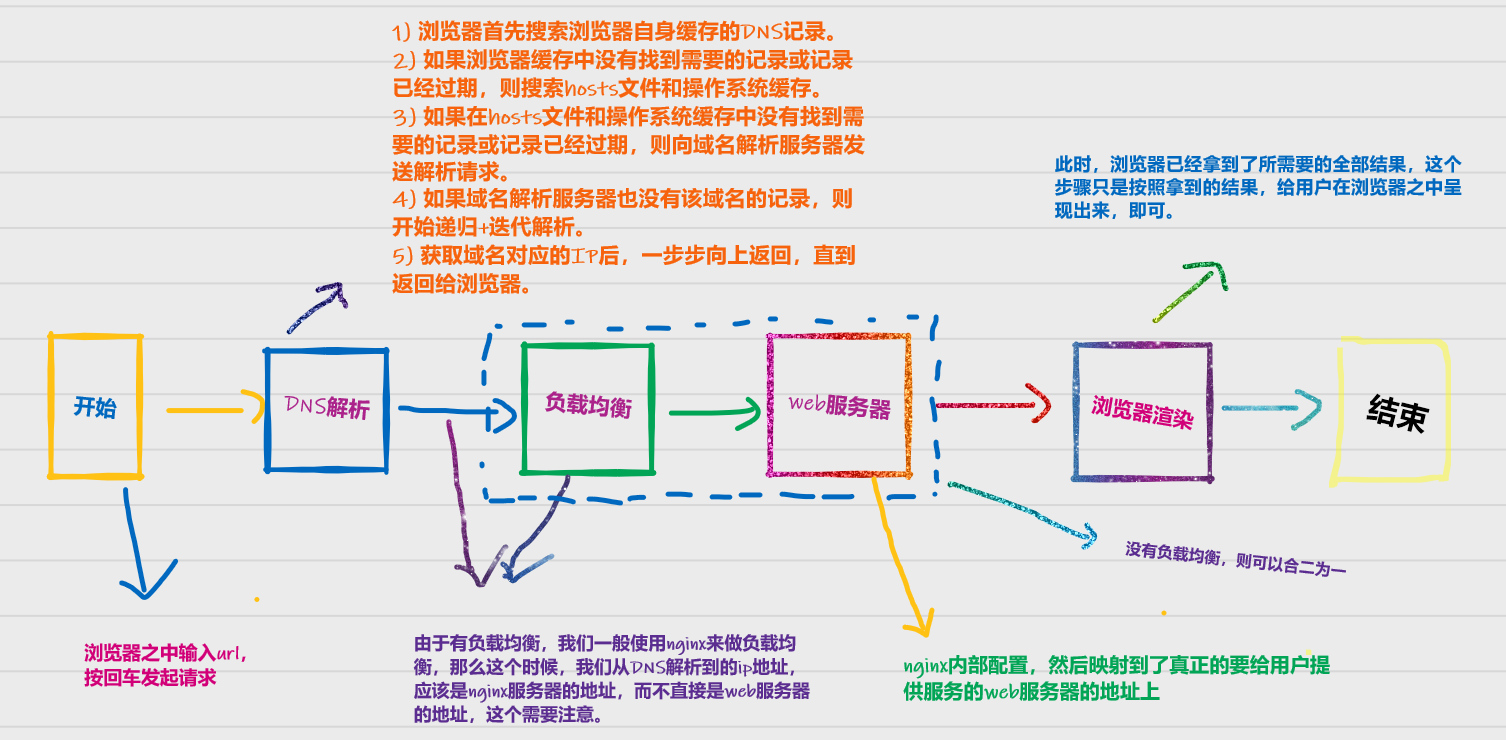 1) 浏览器首先搜索浏览器自身缓存的DNS记录。
2) 如果浏览器缓存中没有找到需要的记录或记录
已经过期，则搜索hosts文件和操作系统缓存。
3) 如果在hosts文件和操作系统缓存中没有找到需
要的记录或记录已经过期，则向域名解析服务器发
送解析请求。
4) 如果域名解析服务器也没有该域名的记录，则
开始递归+迭代解析。
5) 获取域名对应的IP后，一步步向上返回，直到
返回给浏览器。
此时，浏览器已经拿到了所需要的全部结果，这个
步骤只是按照拿到的结果，给用户在浏览器之中呈
现出来，即可。
开始
DNS解析
负载均衡
web服务器
浏览器渲染
结束
没有负载均衡，则可以合二为一
浏览器之中输入url，
按回车发起请求
由于有负载均衡，我们一般使用nginx来做负载均
衡，那么这个时候，我们从DNS解析到的ip地址，
应该是nginx服务器的地址，而不直接是web服务器
的地址，这个需要注意。
nginx内部配置，然后映射到了真正的要给用户提
供服务的web服务器的地址上